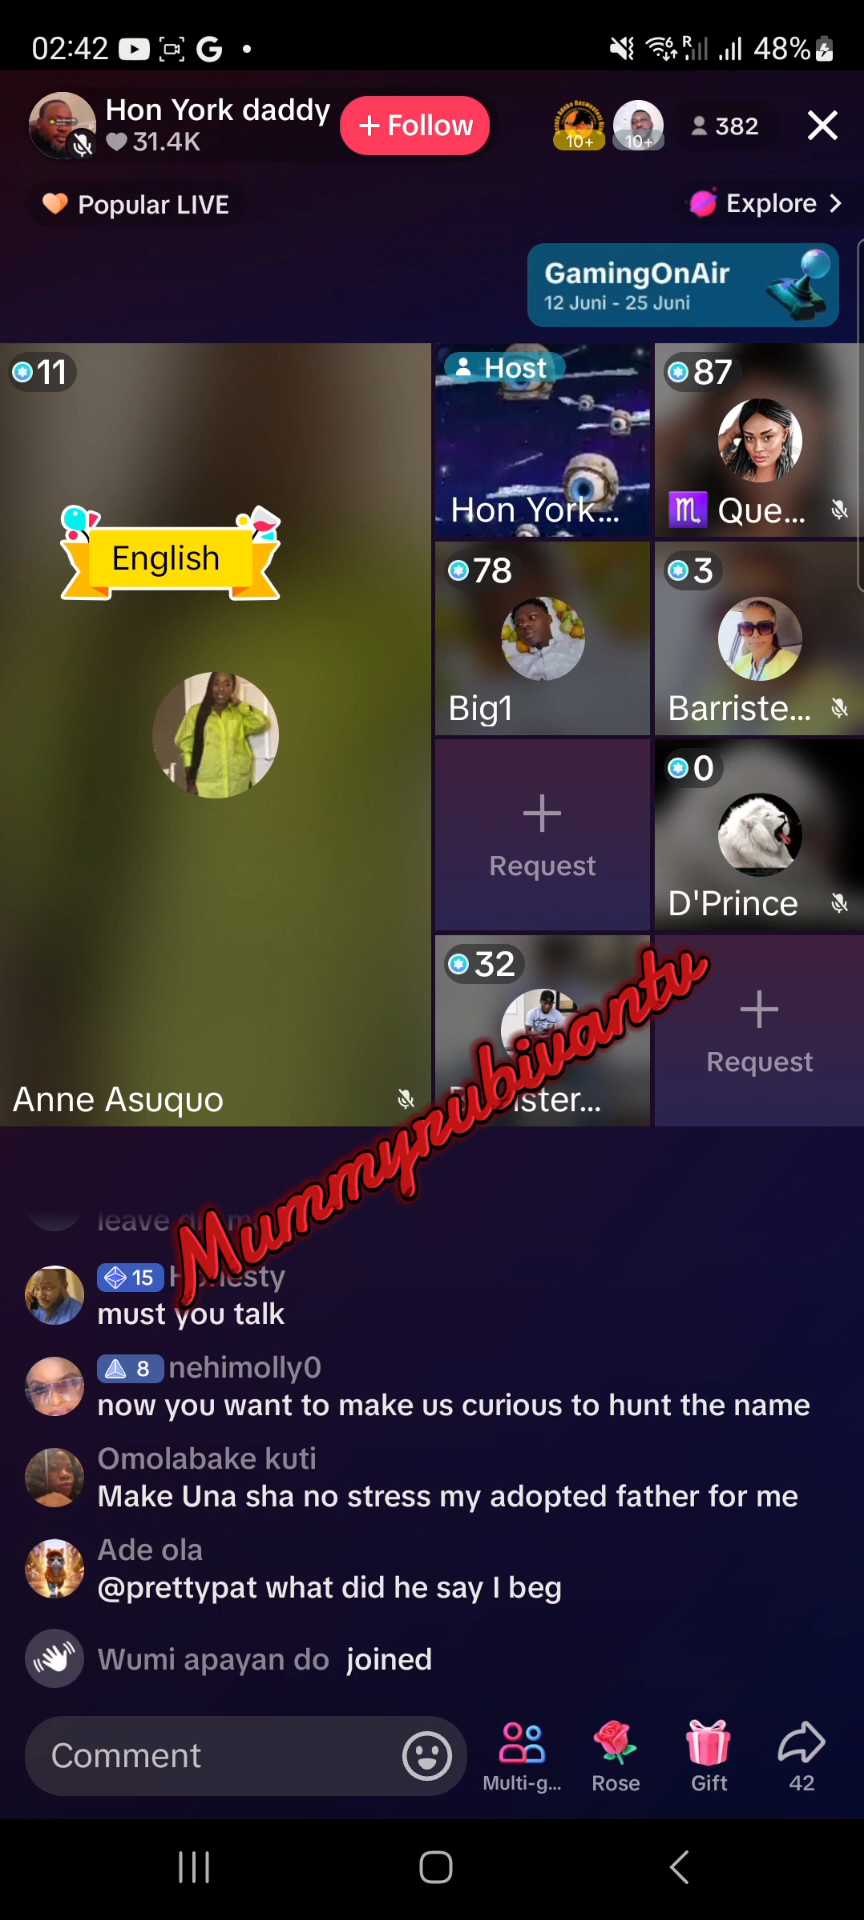 02:42
48%
Hon York daddy
31.4K
+ Follow
10+
10+
382
Popular LIVE
Explore >
GamingOnAir
12 Juni - 25 Juni
11
English
Anne Asuquo
Host
Hon York...
87
Que...
78
Big1
3
Barriste...
Request
0
D'Prince
32
ister...
Request
Mummyrubivantv
leave
15
must you talk
8 nehimolly0
now you want to make us curious to hunt the name
Omolabake kuti
Make Una sha no stress my adopted father for me
Ade ola
@prettypat what did he say I beg
Wumi apayan do joined
Comment
Multi-g...
Rose
Gift
42